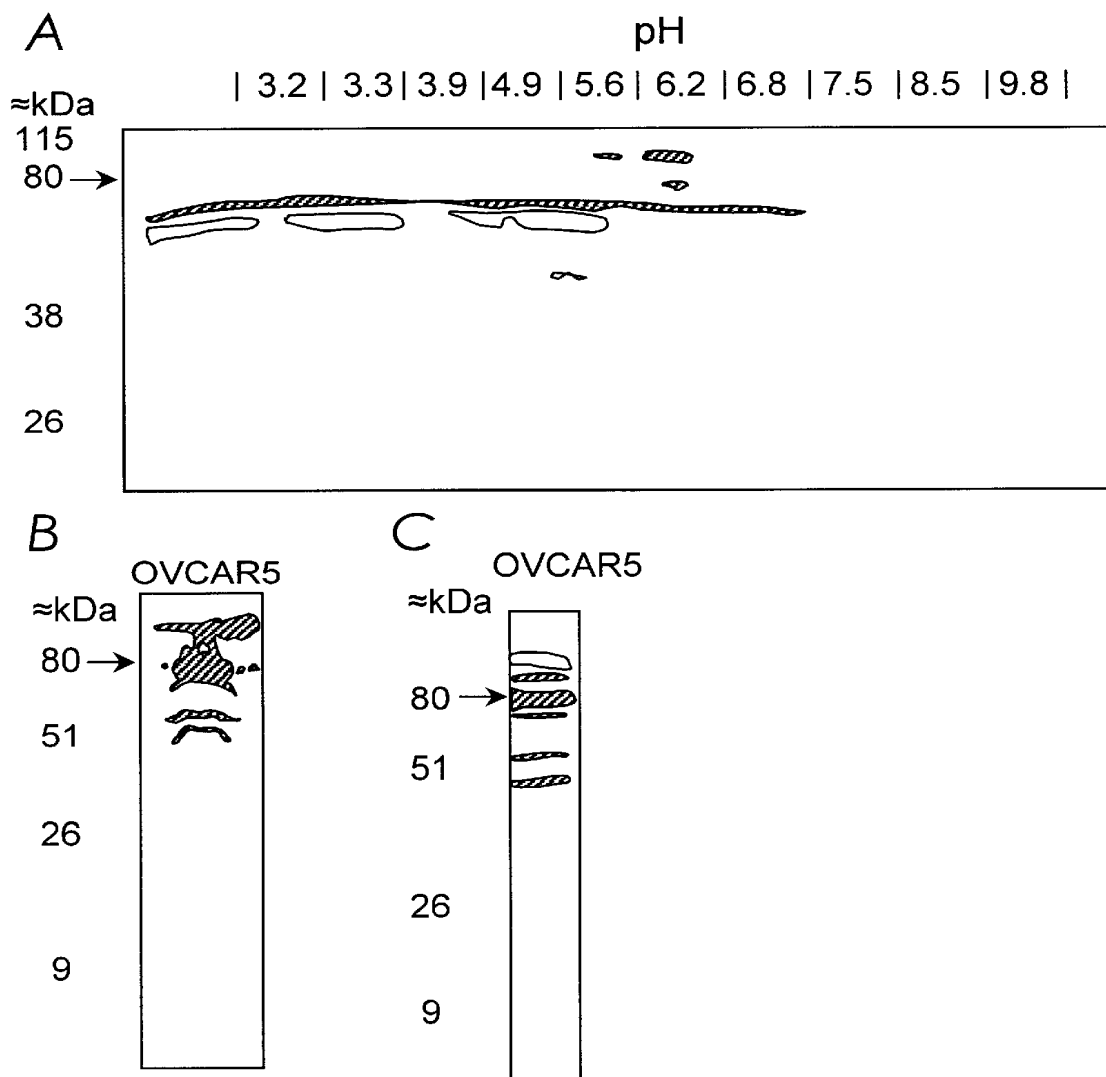 A
pH
| 3.2 | 3.3 | 3.9 | 4.9 | 5.6 | 6.2 | 6.8 | 7.5 | 8.5 | 9.8 |
≈kDa
115
80
38
26
B
OVCAR5
≈kDa
80
51
26
9
C
OVCAR5
≈kDa
80
51
26
9